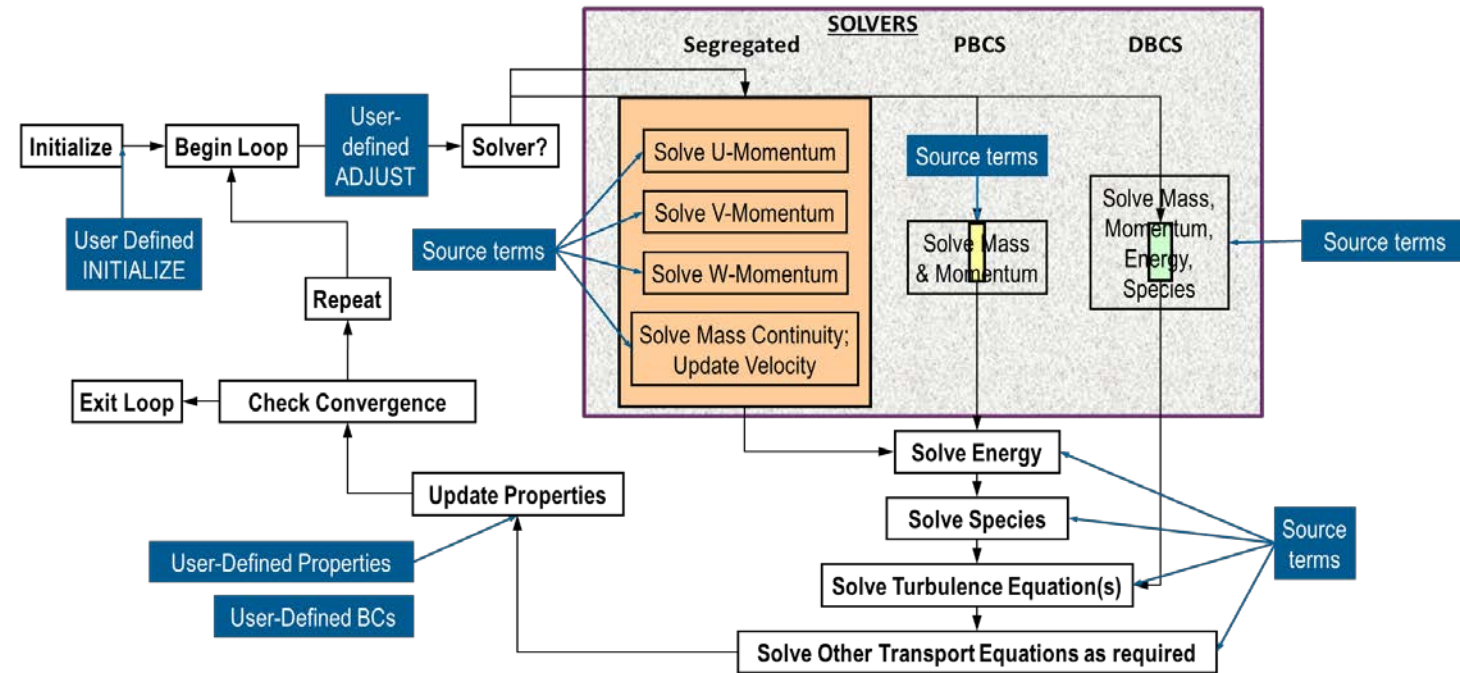 SOLVERS
Segregated
PBCS
DBCS
User-
defined
ADJUST
Initialize
Begin Loop
Solver?
Solve U-Momentum
Source terms
Solve V-Momentum
Solve Mass,
Momentum,
Energy,
Species
User Defined
INITIALIZE
Source terms
Solve Mass
& Momentum
Source terms
Solve W-Momentum
Repeat
Solve Mass Continuity;
Update Velocity
Exit Loop
Check Convergence
Solve Energy
Update Properties
Solve Species
Source
terms
User-Defined Properties
Solve Turbulence Equation(s)
User-Defined BCs
Solve Other Transport Equations as required